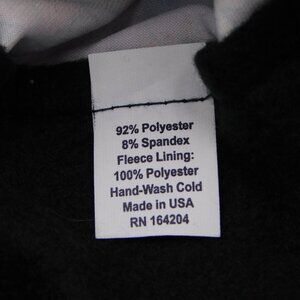 92% Polyester
8% Spandex
Fleece Lining:
100% Polyester
Hand-Wash Cold
Made in USA
RN 164204